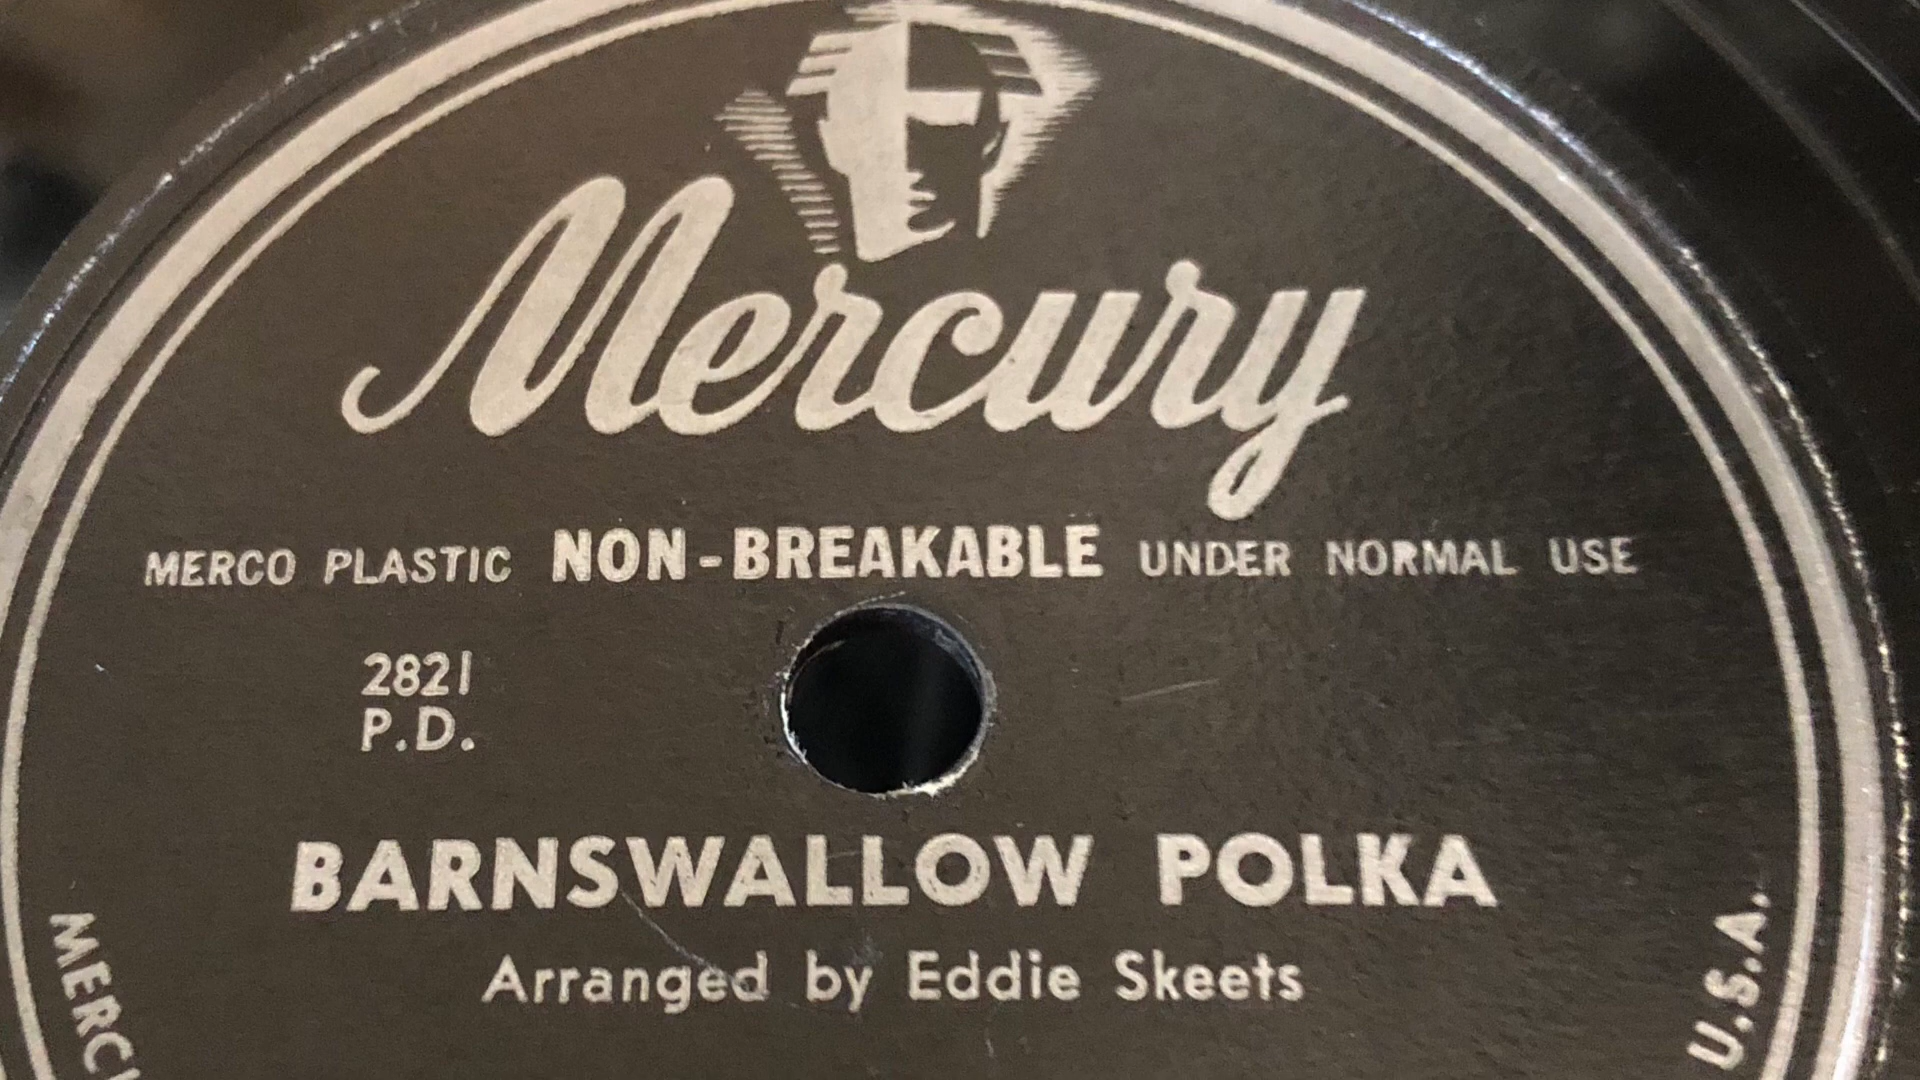 Mercury
MERCO PLASTIC NON-BREAKABLE UNDER NORMAL USE
2821
P.D.
BARNSWALLOW POLKA
Arranged by Eddie Skeets
U.S.A.